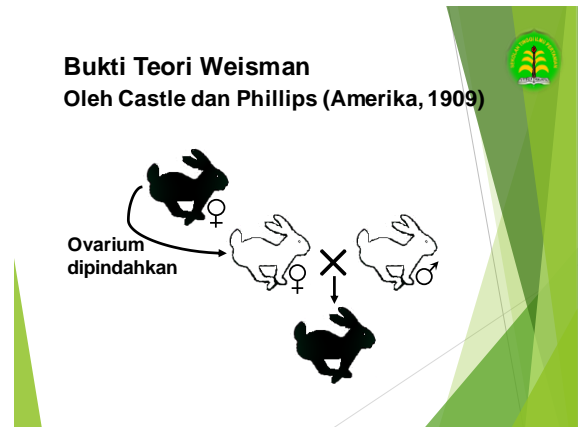 Bukti Teori Weisman
Oleh Castle dan Phillips (Amerika, 1909)
♀
Ovarium
dipindahkan
♀
♂